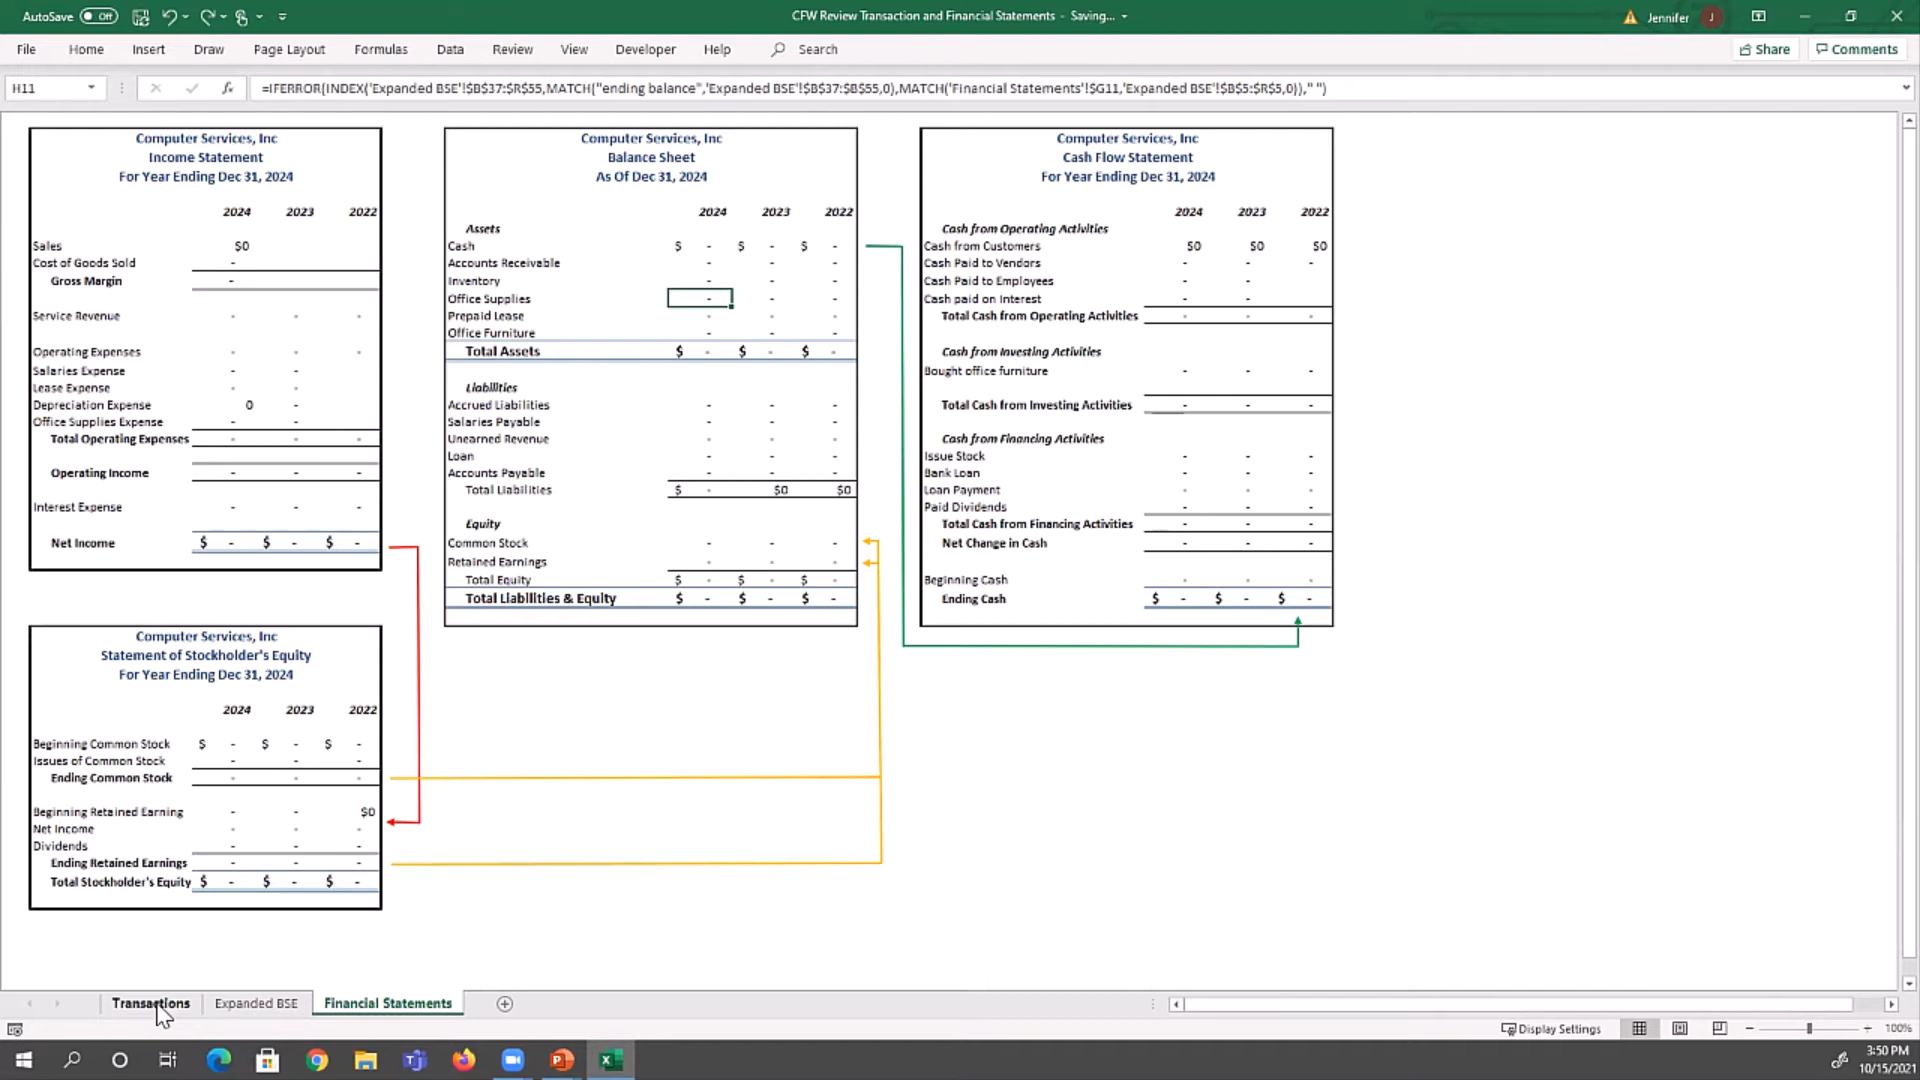 AutoSave Off
CFW Review Transaction and Financial Statements - Saving...
Jennifer J
File Home Insert Draw Page Layout Formulas Data Review View Developer Help Search
Share Comments
H11
fx =IFERROR(INDEX('Expanded BSE'!$B$37:$R$55,MATCH("ending balance",'Expanded BSE'!$B$37:$B$55,0),MATCH('Financial Statements'!$G11,'Expanded BSE'!$B$5:$R$5,0))," ")
Computer Services, Inc
Income Statement
For Year Ending Dec 31, 2024
2024 2023 2022
Sales $0
Cost of Goods Sold -
Gross Margin -
Service Revenue - - -
Operating Expenses - - -
Salaries Expense - -
Lease Expense - -
Depreciation Expense 0 -
Office Supplies Expense - -
Total Operating Expenses - - -
Operating Income - - -
Interest Expense - - -
Net Income $ - $ - $ -
Computer Services, Inc
Balance Sheet
As Of Dec 31, 2024
2024 2023 2022
Assets
Cash $ - $ - $ -
Accounts Receivable - - -
Inventory - - -
Office Supplies - - -
Prepaid Lease - - -
Office Furniture - - -
Total Assets $ - $ - $ -
Liabilities
Accrued Liabilities - - -
Salaries Payable - - -
Unearned Revenue - - -
Loan - - -
Accounts Payable - - -
Total Liabilities $ - $0 $0
Equity
Common Stock - - -
Retained Earnings - - -
Total Equity $ - $ - $ -
Total Liabilities & Equity $ - $ - $ -
Computer Services, Inc
Cash Flow Statement
For Year Ending Dec 31, 2024
2024 2023 2022
Cash from Operating Activities
Cash from Customers $0 $0 $0
Cash Paid to Vendors - - -
Cash Paid to Employees - -
Cash paid on Interest - -
Total Cash from Operating Activities - - -
Cash from Investing Activities
Bought office furniture - - -
Total Cash from Investing Activities - - -
Cash from Financing Activities
Issue Stock - - -
Bank Loan - - -
Loan Payment - - -
Paid Dividends - - -
Total Cash from Financing Activities - - -
Net Change in Cash - - -
Beginning Cash - - -
Ending Cash $ - $ - $ -
Computer Services, Inc
Statement of Stockholder's Equity
For Year Ending Dec 31, 2024
2024 2023 2022
Beginning Common Stock $ - $ - $ -
Issues of Common Stock - - -
Ending Common Stock - - -
Beginning Retained Earning - - $0
Net Income - - -
Dividends - - -
Ending Retained Earnings - - -
Total Stockholder's Equity $ - $ - $ -
Transactions Expanded BSE Financial Statements
Display Settings 100%
3:50 PM
10/15/2021